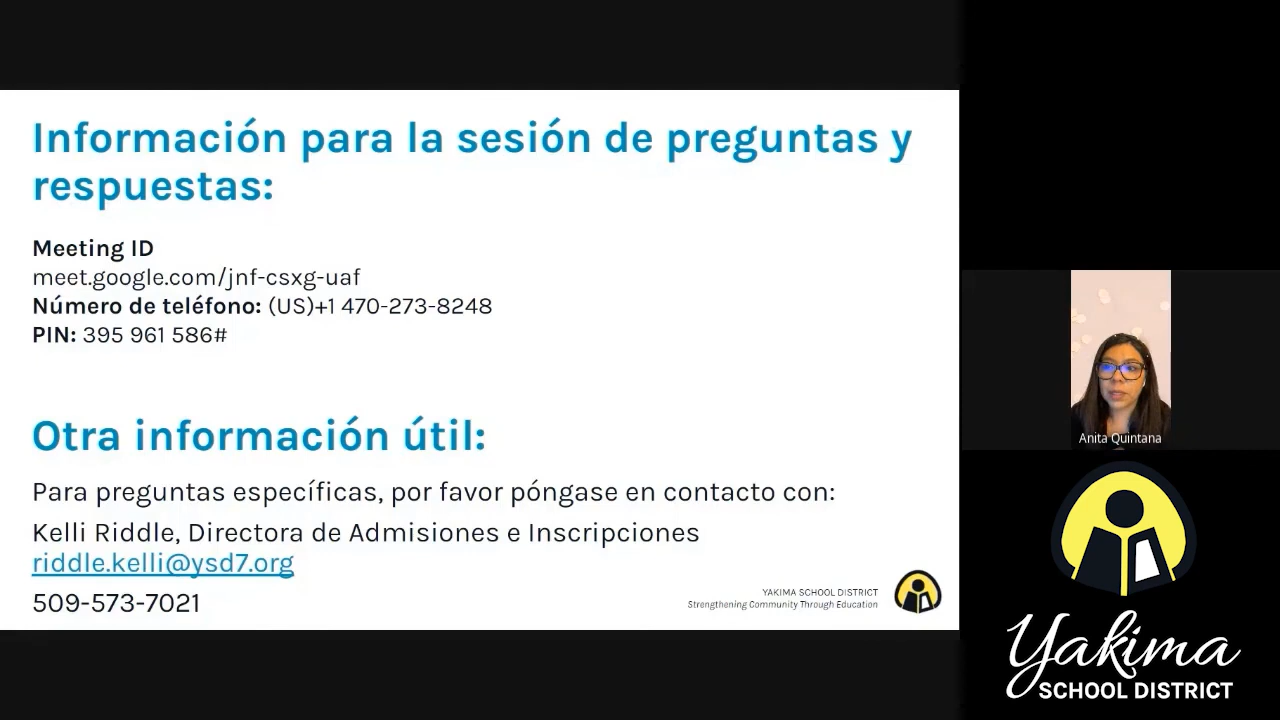 Información para la sesión de preguntas y
respuestas:
Meeting ID
meet.google.com/jnf-csxg-uaf
Número de teléfono: (US)+1 470-273-8248
PIN: 395 961 586#
Otra información útil:
Para preguntas específicas, por favor póngase en contacto con:
Kelli Riddle, Directora de Admisiones e Inscripciones
riddle.kelli@ysd7.org
509-573-7021
YAKIMA SCHOOL DISTRICT
Strengthening Community Through Education
Anita Quintana
Yakima
SCHOOL DISTRICT